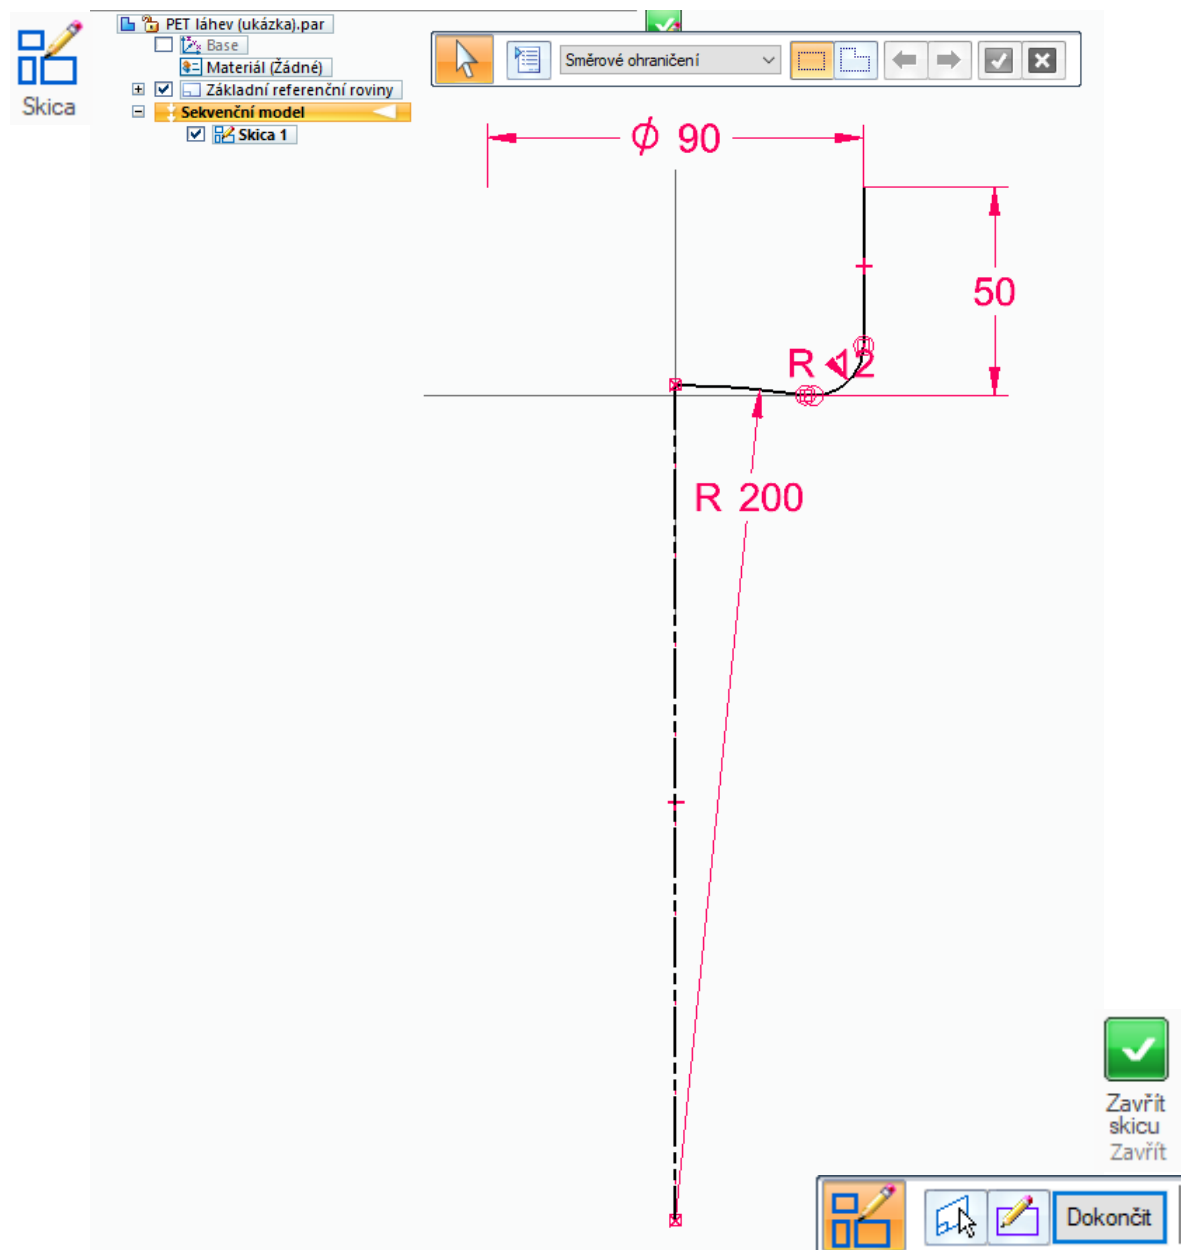 Skica
PET láhev (ukázka).par
Base
Materiál (Žádné)
Základní referenční roviny
Sekvenční model
Skica 1
Směrové ohraničení
ϕ 90
50
R 12
R 200
Zavřít
skicu
Zavřít
Dokončit